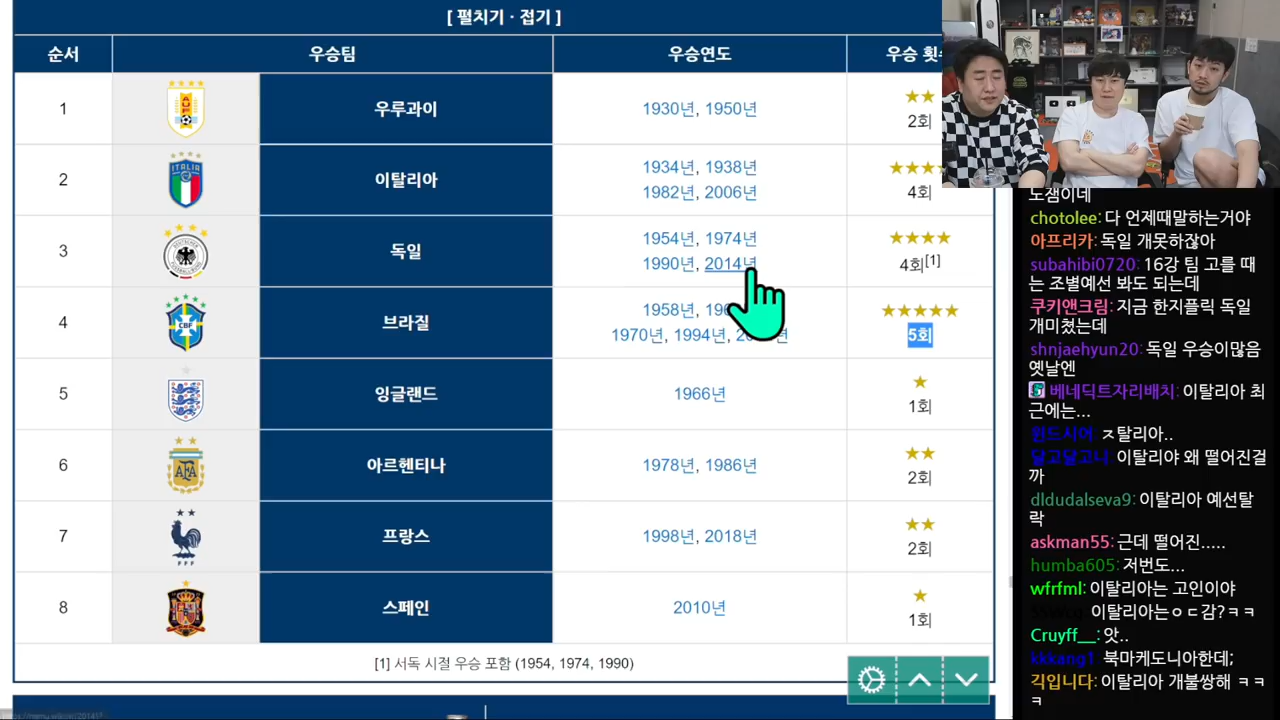 [ 펼치기 · 접기 ]
순서 우승팀 우승연도 우승 횟
1 우루과이 1930년, 1950년 ★★
2회
2 이탈리아 1934년, 1938년 ★★★★
1982년, 2006년 4회
3 독일 1954년, 1974년 ★★★★
1990년, 2014년 4회[1]
4 브라질 1958년, ★★★★★
1970년, 1994년, 5회
5 잉글랜드 1966년 ★
1회
6 아르헨티나 1978년, 1986년 ★★
2회
7 프랑스 1998년, 2018년 ★★
2회
8 스페인 2010년 ★
1회
[1] 서독 시절 우승 포함 (1954, 1974, 1990)
ITALIA
CBF
AFA
FFF
노잼이네
chotolee: 다 언제때말하는거야
아프리카: 독일 개못하잖아
subahibi0720: 16강 팀 고를 때
는 조별예선 봐도 되는데
쿠키앤크림: 지금 한지플릭 독일
개미쳤는데
shnjaehyun20: 독일 우승이많음
옛날엔
베네딕트자리배치: 이탈리아 최
근에는...
윈드시어: ㅈ탈리아..
달고달고니: 이탈리야 왜 떨어진걸
까
dldudalseva9: 이탈리아 예선탈
락
askman55: 근데 떨어진.....
humba605: 저번도...
wfrfml: 이탈리아는 고인이야
이탈리아는ㅇㄷ감?ㅋㅋ
Cruyff__: 앗..
kkkang1: 북마케도니아한데;
긱입니다: 이탈리아 개불쌍해 ㅋㅋ
ㅋ